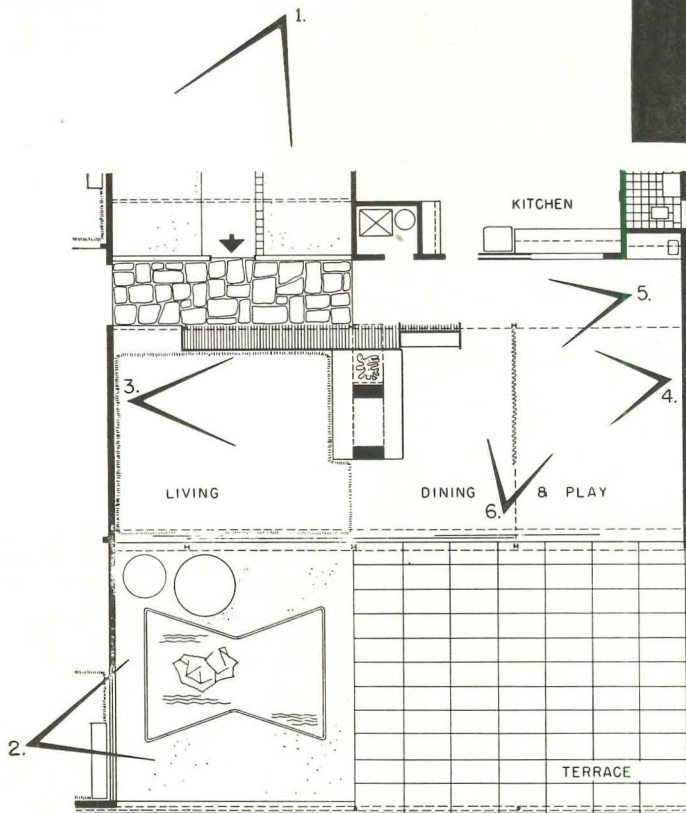 1.
KITCHEN
5.
3.
4.
LIVING
DINING & PLAY
6.
2.
TERRACE